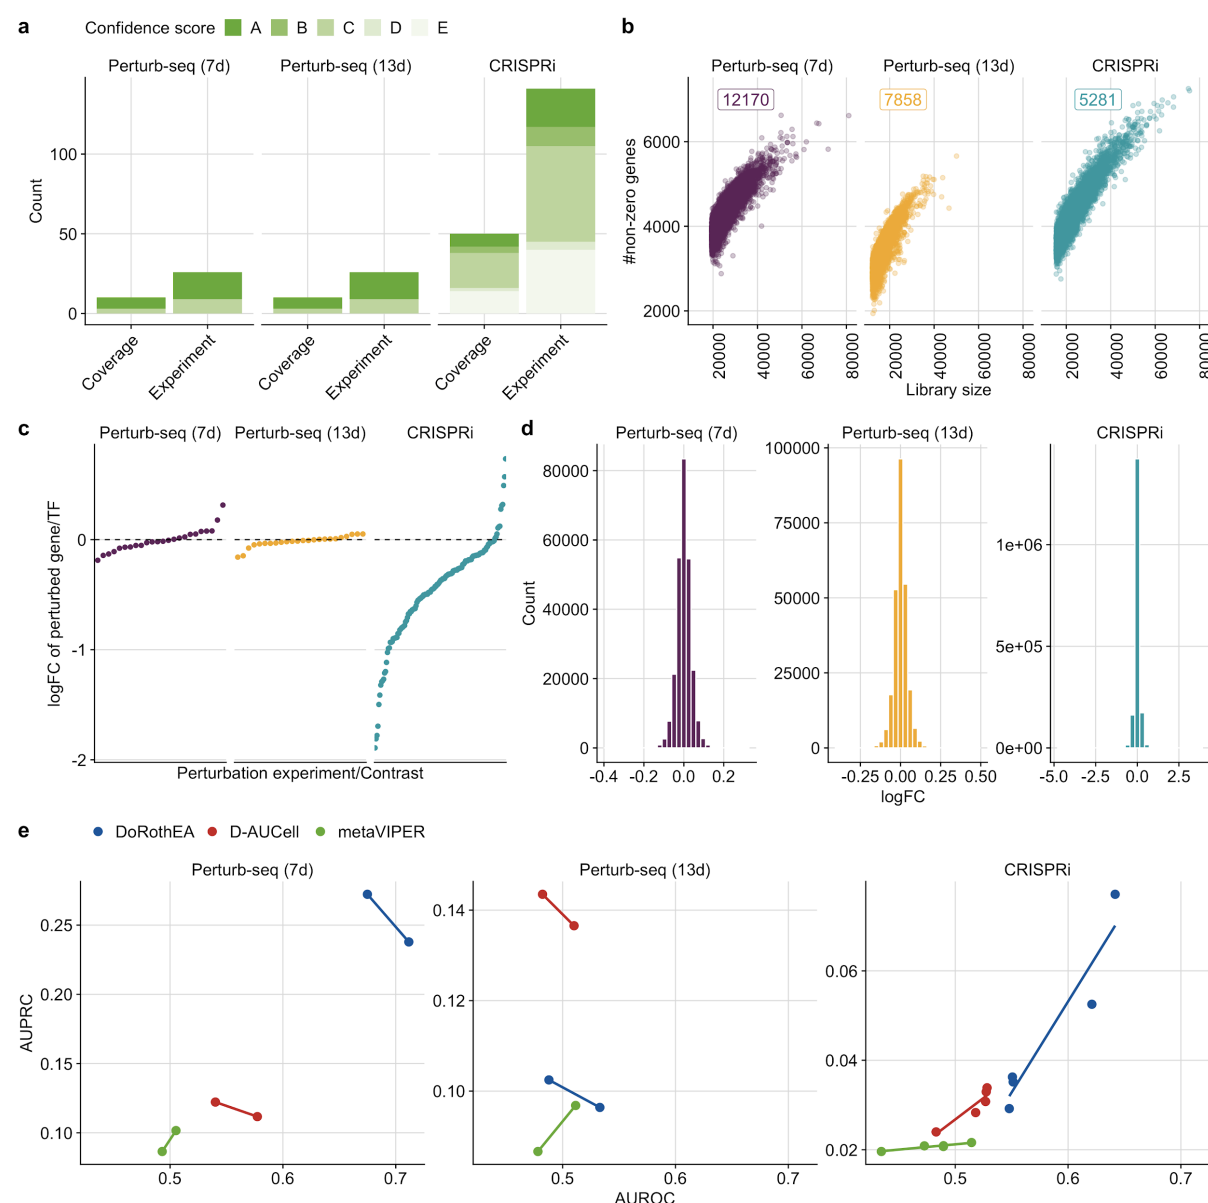 a
Confidence score A B C D E
Perturb-seq (7d) Perturb-seq (13d) CRISPRi
Count
100
50
0
Coverage Experiment Coverage Experiment Coverage Experiment
b
Perturb-seq (7d) Perturb-seq (13d) CRISPRi
12170 7858 5281
#non-zero genes
6000
4000
2000
20000 40000 60000 80000 20000 40000 60000 80000 20000 40000 60000 8000
Library size
c
Perturb-seq (7d) Perturb-seq (13d) CRISPRi
logFC of perturbed gene/TF
0
-1
-2
Perturbation experiment/Contrast
d
Perturb-seq (7d) Perturb-seq (13d) CRISPRi
Count
80000
60000
40000
20000
0
-0.4 -0.2 0.0 0.2
100000
75000
50000
25000
0
-0.25 0.00 0.25 0.50
1e+06
5e+05
0e+00
-5.0 -2.5 0.0 2.5
logFC
e
DoRothEA D-AUCell metaVIPER
Perturb-seq (7d) Perturb-seq (13d) CRISPRi
AUPRC
0.25
0.20
0.15
0.10
0.5 0.6 0.7
0.14
0.12
0.10
0.5 0.6 0.7
0.06
0.04
0.02
0.5 0.6 0.7
AUROC